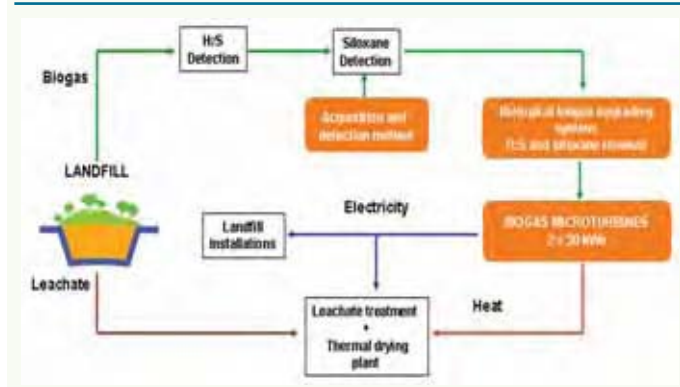 H2S
Detection
Siloxane
Detection
Biogas
Acquisition and
detection method
Biological biogas upgrading
system
H2S and siloxane removal
LANDFILL
Electricity
Landfill
Installations
BIOGAS MICROTURBINES
2 x 30 kWe
Leachate
Heat
Leachate treatment
+
Thermal drying
plant